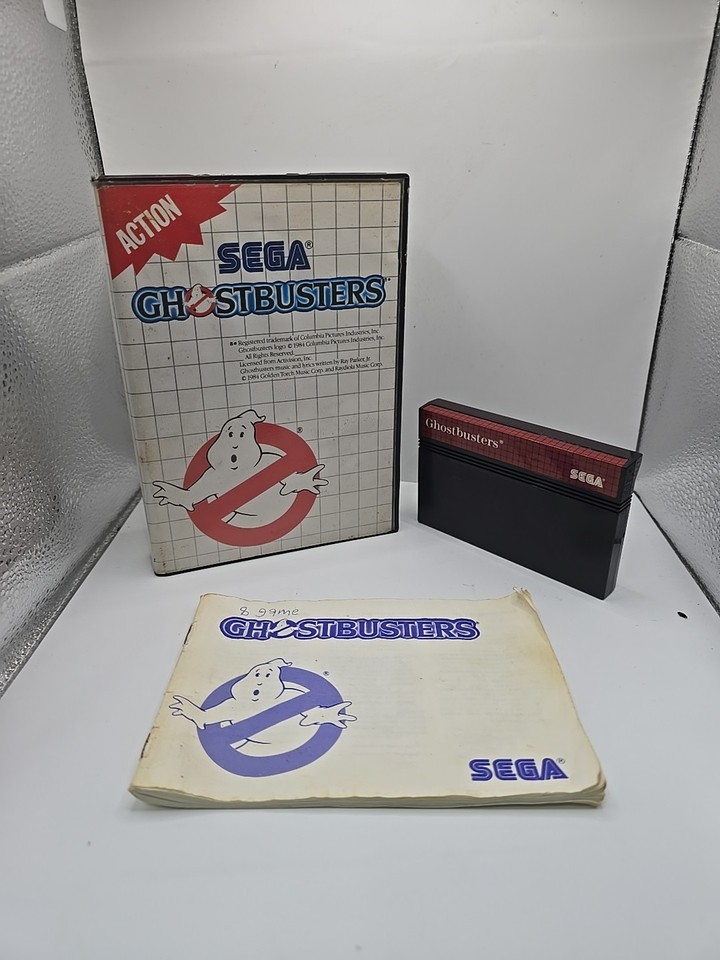 ACTION
SEGA®
GHOSTBUSTERS™
®* Registered trademark of Columbia Pictures Industries, Inc.
Ghostbusters logo © 1984 Columbia Pictures Industries, Inc.
All Rights Reserved.
Licensed from Activision, Inc.
Ghostbusters music and lyrics written by Ray Parker, Jr.
© 1984 Golden Torch Music Corp. and Raydiola Music Corp.
®
Ghostbusters®
SEGA®
8 game
GHOSTBUSTERS
®
SEGA®